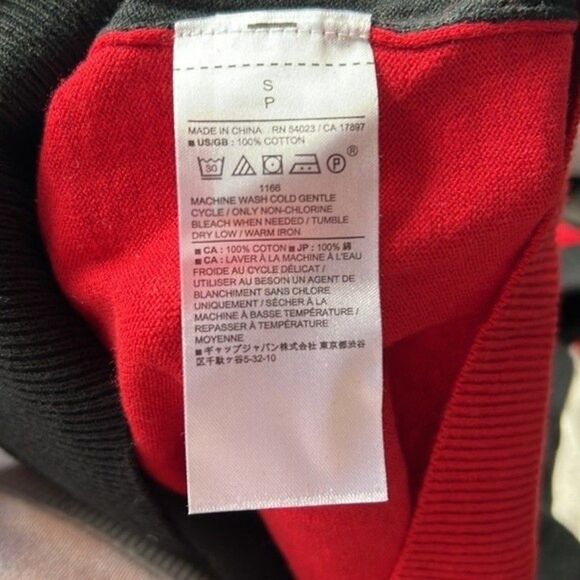 S
P
MADE IN CHINA RN 54023 / CA 17897
■ US/GB : 100% COTTON
30 P ®
1166
MACHINE WASH COLD GENTLE
CYCLE / ONLY NON-CHLORINE
BLEACH WHEN NEEDED / TUMBLE
DRY LOW / WARM IRON
■ CA : 100% COTON ■ JP : 100% 綿
■ CA : LAVER À LA MACHINE À L'EAU
FROIDE AU CYCLE DÉLICAT /
UTILISER AU BESOIN UN AGENT DE
BLANCHIMENT SANS CHLORE
UNIQUEMENT / SÉCHER À LA
MACHINE À BASSE TEMPÉRATURE /
REPASSER À TEMPÉRATURE
MOYENNE
■ ギャップジャパン株式会社 東京都渋谷
区千駄ケ谷5-32-10